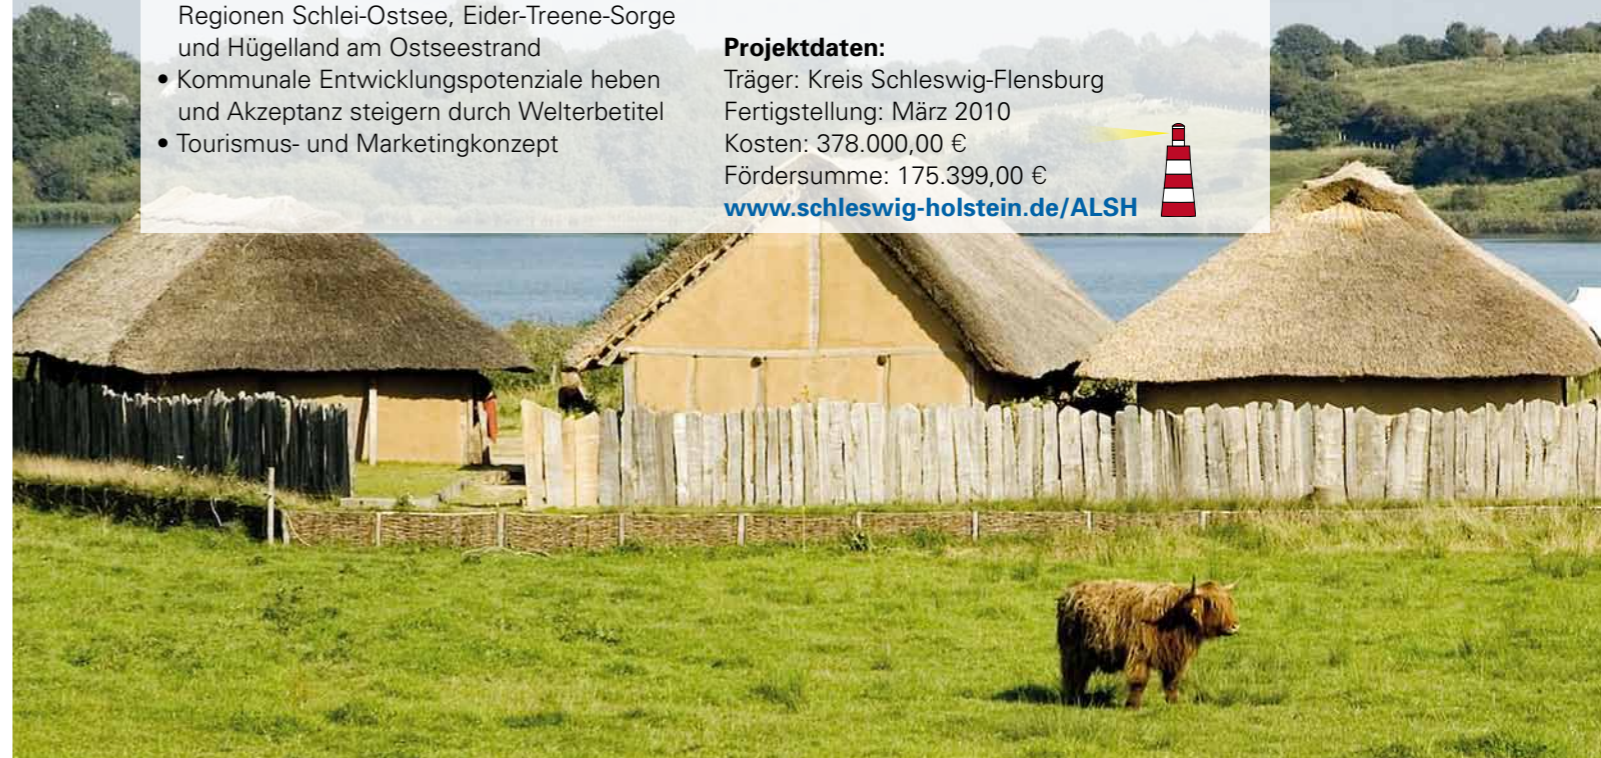 Regionen Schlei-Ostsee, Eider-Treene-Sorge
und Hügelland am Ostseestrand
• Kommunale Entwicklungspotenziale heben
und Akzeptanz steigern durch Welterbetitel
• Tourismus- und Marketingkonzept
Projektdaten:
Träger: Kreis Schleswig-Flensburg
Fertigstellung: März 2010
Kosten: 378.000,00 €
Fördersumme: 175.399,00 €
www.schleswig-holstein.de/ALSH